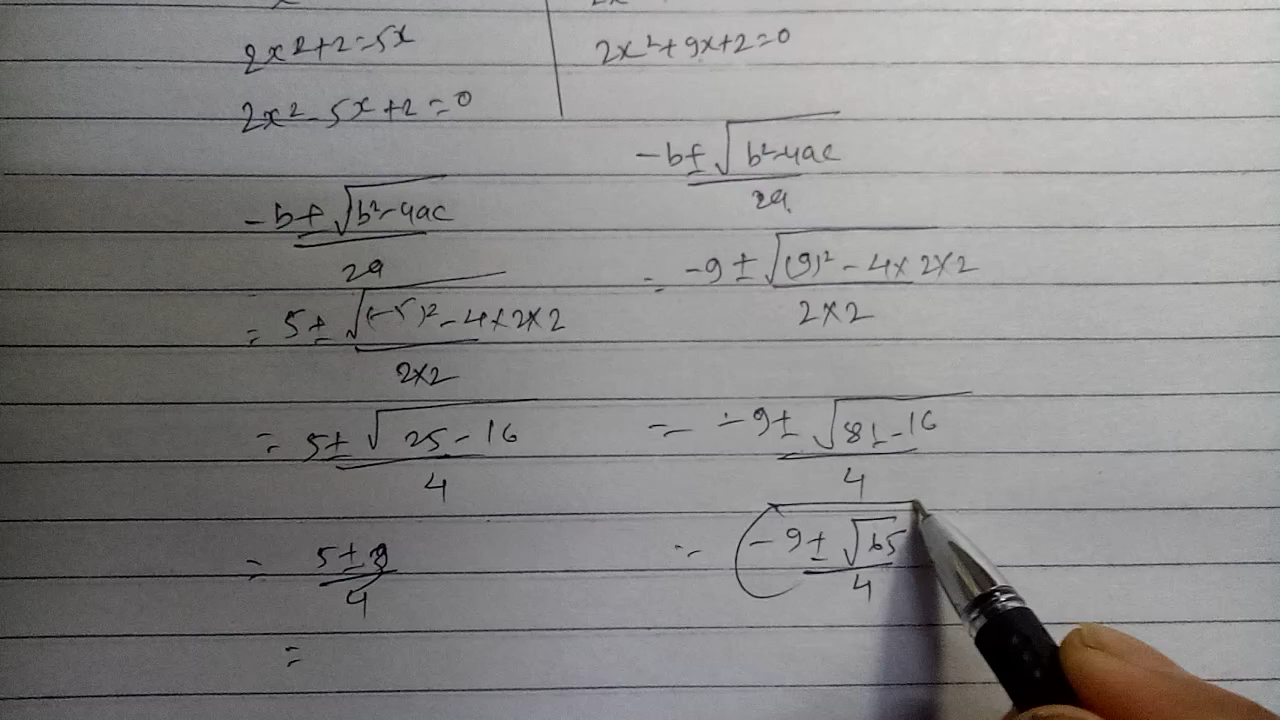 2x²+2=5x
2x²-5x+2=0
-b±√b²-4ac
2a
= 5±√(-5)²-4×2×2
2×2
= 5±√25-16
4
= 5±3
4
=
2x²+9x+2=0
-b±√b²-4ac
2a
= -9±√(9)²-4×2×2
2×2
= -9±√81-16
4
= -9±√65
4